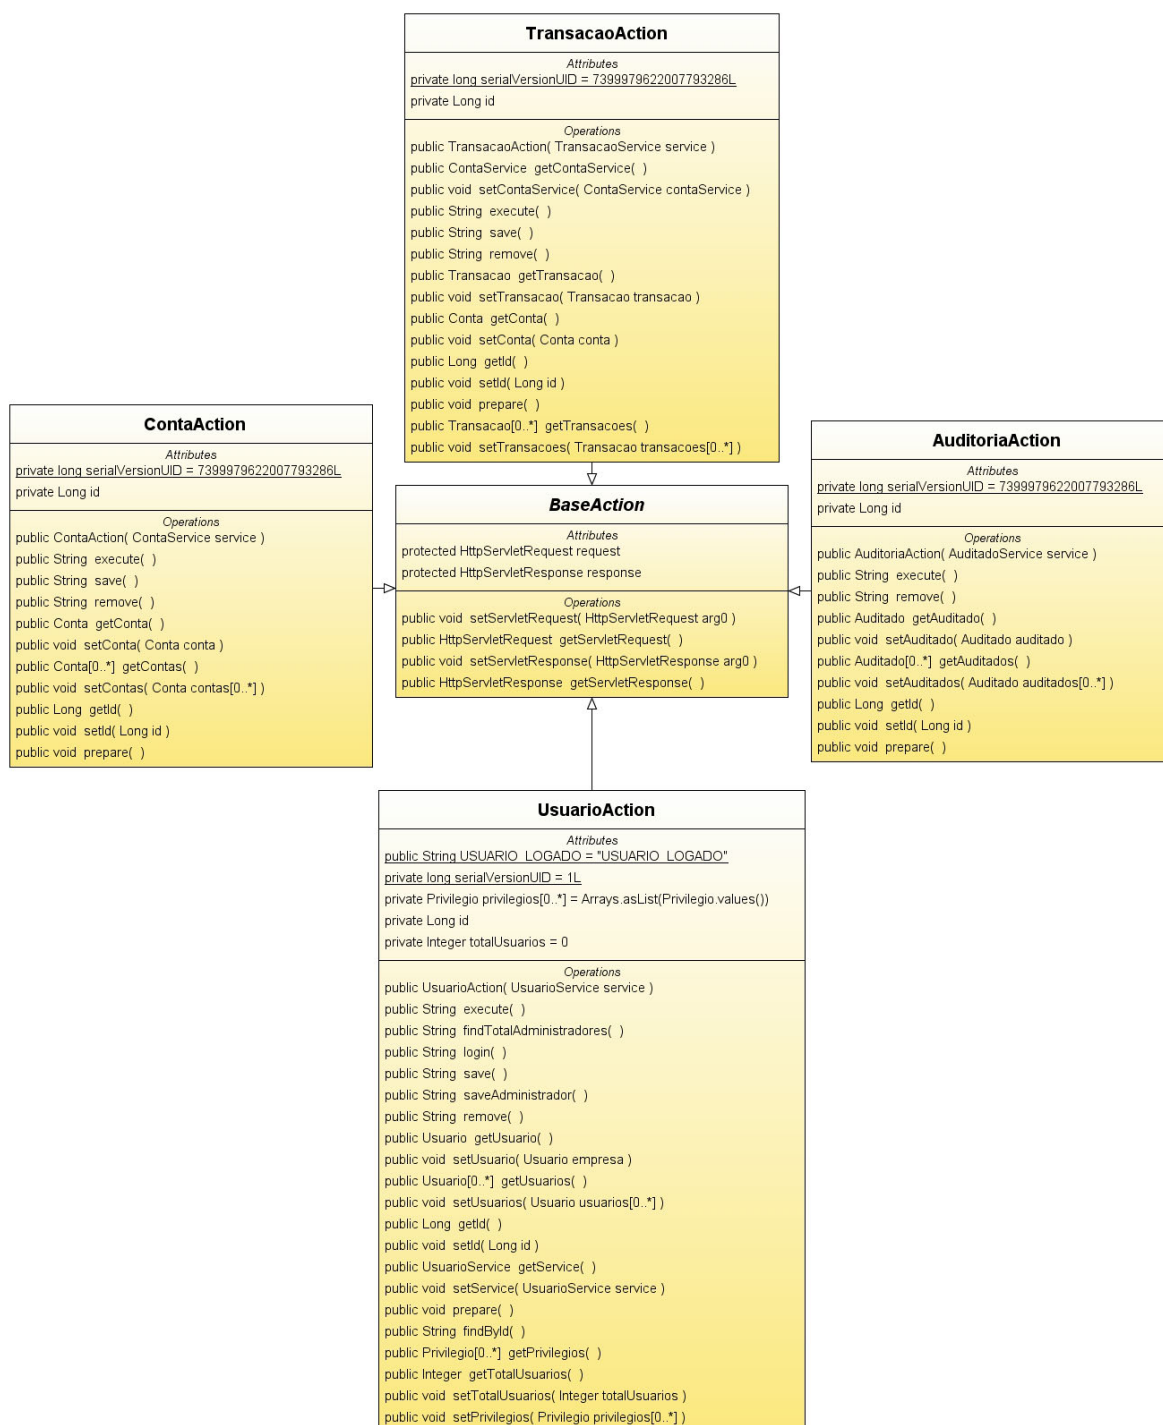 TransacaoAction
Attributes
private long serialVersionUID = 7399979622007793286L
private Long id
Operations
public TransacaoAction( TransacaoService service )
public ContaService getContaService( )
public void setContaService( ContaService contaService )
public String execute( )
public String save( )
public String remove( )
public Transacao getTransacao( )
public void setTransacao( Transacao transacao )
public Conta getConta( )
public void setConta( Conta conta )
public Long getId( )
public void setId( Long id )
public void prepare( )
public Transacao[0..*] getTransacoes( )
public void setTransacoes( Transacao transacoes[0..*] )
ContaAction
Attributes
private long serialVersionUID = 7399979622007793286L
private Long id
Operations
public ContaAction( ContaService service )
public String execute( )
public String save( )
public String remove( )
public Conta getConta( )
public void setConta( Conta conta )
public Conta[0..*] getContas( )
public void setContas( Conta contas[0..*] )
public Long getId( )
public void setId( Long id )
public void prepare( )
BaseAction
Attributes
protected HttpServletRequest request
protected HttpServletResponse response
Operations
public void setServletRequest( HttpServletRequest arg0 )
public HttpServletRequest getServletRequest( )
public void setServletResponse( HttpServletResponse arg0 )
public HttpServletResponse getServletResponse( )
AuditoriaAction
Attributes
private long serialVersionUID = 7399979622007793286L
private Long id
Operations
public AuditoriaAction( AuditadoService service )
public String execute( )
public String remove( )
public Auditado getAuditado( )
public void setAuditado( Auditado auditado )
public Auditado[0..*] getAuditados( )
public void setAuditados( Auditado auditados[0..*] )
public Long getId( )
public void setId( Long id )
public void prepare( )
UsuarioAction
Attributes
public String USUARIO_LOGADO = "USUARIO_LOGADO"
private long serialVersionUID = 1L
private Privilegio privilegios[0..*] = Arrays.asList(Privilegio.values())
private Long id
private Integer totalUsuarios = 0
Operations
public UsuarioAction( UsuarioService service )
public String execute( )
public String findTotalAdministradores( )
public String login( )
public String save( )
public String saveAdministrador( )
public String remove( )
public Usuario getUsuario( )
public void setUsuario( Usuario empresa )
public Usuario[0..*] getUsuarios( )
public void setUsuarios( Usuario usuarios[0..*] )
public Long getId( )
public void setId( Long id )
public UsuarioService getService( )
public void setService( UsuarioService service )
public void prepare( )
public String findById( )
public Privilegio[0..*] getPrivilegios( )
public Integer getTotalUsuarios( )
public void setTotalUsuarios( Integer totalUsuarios )
public void setPrivilegios( Privilegio privilegios[0..*] )